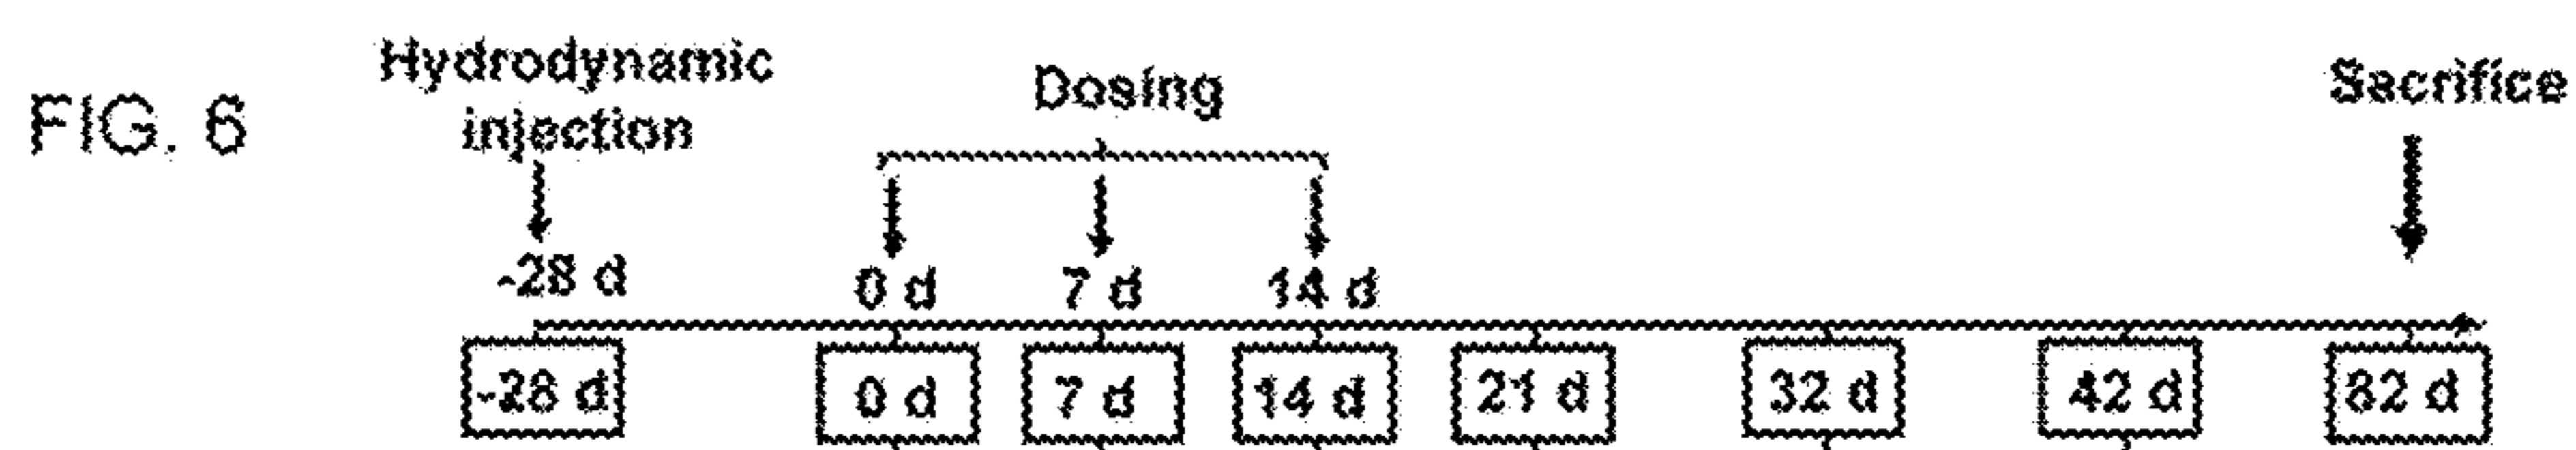 FIG. 6
Hydrodynamic
injection
Dosing
Sacrifice
-28 d 0 d 7 d 14 d
-28 d 0 d 7 d 14 d 21 d 32 d 42 d 82 d